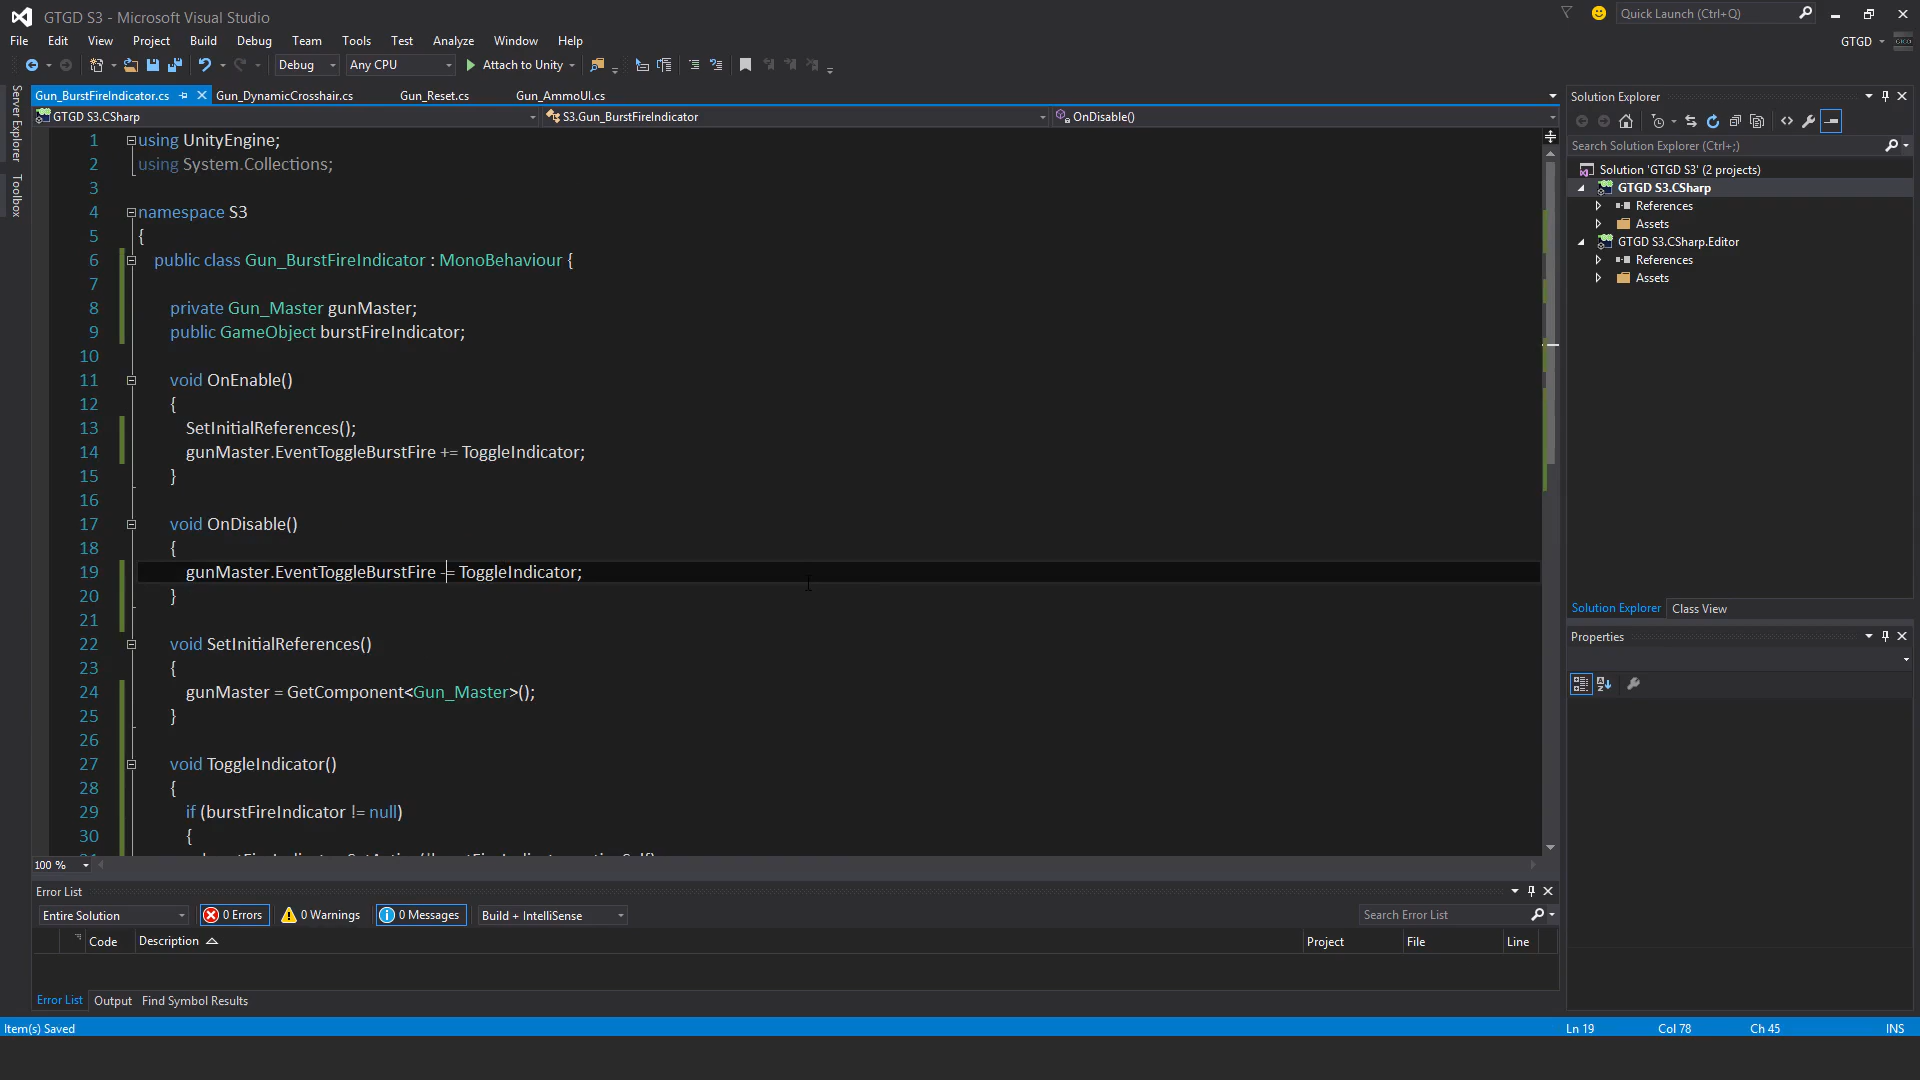 GTGD S3 - Microsoft Visual Studio
Quick Launch (Ctrl+Q)
File Edit View Project Build Debug Team Tools Test Analyze Window Help
GTGD
Debug Any CPU Attach to Unity
Server Explorer
Toolbox
Gun_BurstFireIndicator.cs Gun_DynamicCrosshair.cs Gun_Reset.cs Gun_AmmoUI.cs
GTGD S3.CSharp S3.Gun_BurstFireIndicator OnDisable()
1 using UnityEngine;
2 using System.Collections;
3
4 namespace S3
5 {
6 public class Gun_BurstFireIndicator : MonoBehaviour {
7
8 private Gun_Master gunMaster;
9 public GameObject burstFireIndicator;
10
11 void OnEnable()
12 {
13 SetInitialReferences();
14 gunMaster.EventToggleBurstFire += ToggleIndicator;
15 }
16
17 void OnDisable()
18 {
19 gunMaster.EventToggleBurstFire -= ToggleIndicator;
20 }
21
22 void SetInitialReferences()
23 {
24 gunMaster = GetComponent<Gun_Master>();
25 }
26
27 void ToggleIndicator()
28 {
29 if (burstFireIndicator != null)
30 {
100 %
Solution Explorer
Search Solution Explorer (Ctrl+;)
Solution 'GTGD S3' (2 projects)
GTGD S3.CSharp
References
Assets
GTGD S3.CSharp.Editor
References
Assets
Solution Explorer Class View
Properties
Error List
Entire Solution 0 Errors 0 Warnings 0 Messages Build + IntelliSense Search Error List
Code Description Project File Line
Error List Output Find Symbol Results
Item(s) Saved Ln 19 Col 78 Ch 45 INS